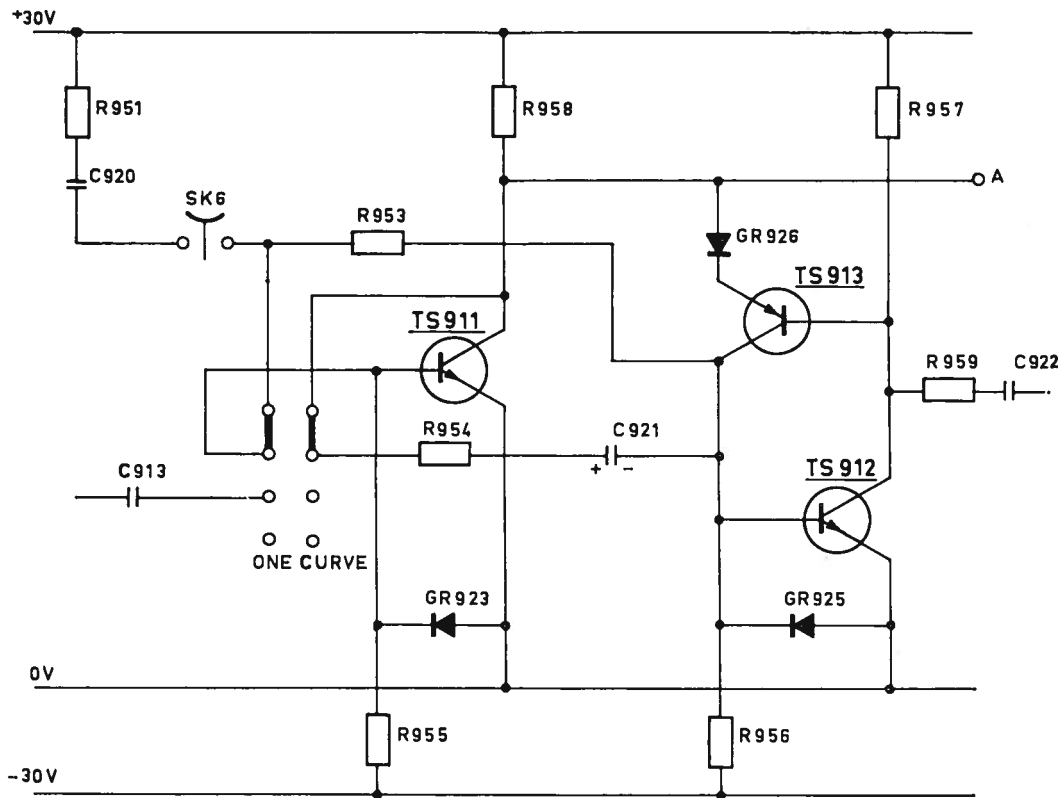 +30V
R951
R958
R957
C920
A
SK6
R953
GR926
TS913
TS911
R959
C922
R954
C921
C913
+
-
TS912
ONE CURVE
GR923
GR925
0V
R955
R956
-30V